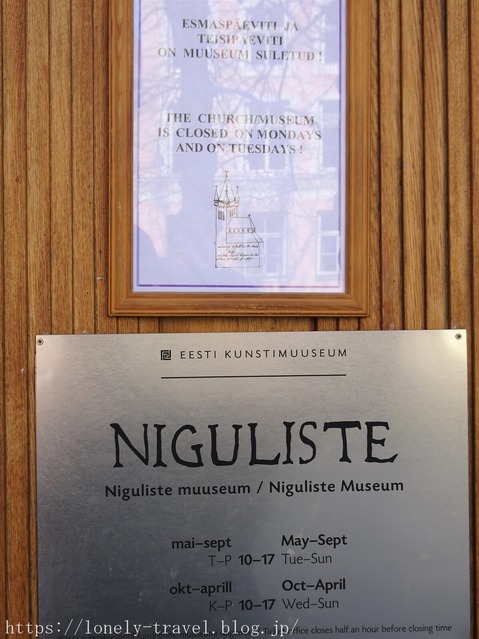 ESMASPÄEVITI JA
TEISIPÄEVITI
ON MUUSEUM SULETUD !
THE CHURCH/MUSEUM
IS CLOSED ON MONDAYS
AND ON TUESDAYS !
EESTI KUNSTIMUUSEUM
NIGULISTE
Niguliste muuseum / Niguliste Museum
mai–sept May–Sept
T–P 10–17 Tue–Sun
okt–aprill Oct–April
K–P 10–17 Wed–Sun
office closes half an hour before closing time
https://lonely-travel.blog.jp/